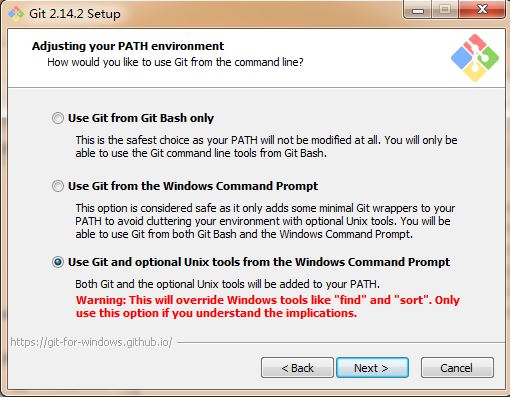 Git 2.14.2 Setup
Adjusting your PATH environment
How would you like to use Git from the command line?
Use Git from Git Bash only
This is the safest choice as your PATH will not be modified at all. You will only be
able to use the Git command line tools from Git Bash.
Use Git from the Windows Command Prompt
This option is considered safe as it only adds some minimal Git wrappers to your
PATH to avoid cluttering your environment with optional Unix tools. You will be
able to use Git from both Git Bash and the Windows Command Prompt.
Use Git and optional Unix tools from the Windows Command Prompt
Both Git and the optional Unix tools will be added to your PATH.
Warning: This will override Windows tools like "find" and "sort". Only
use this option if you understand the implications.
https://git-for-windows.github.io/
< Back Next > Cancel